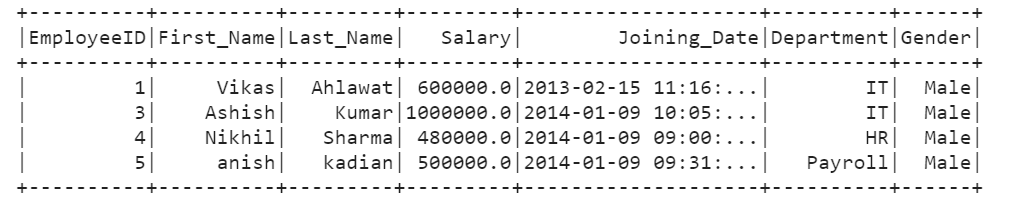 +----------+----------+---------+---------+--------------------+----------+------+
|EmployeeID|First_Name|Last_Name|   Salary|        Joining_Date|Department|Gender|
+----------+----------+---------+---------+--------------------+----------+------+
|         1|     Vikas|  Ahlawat| 600000.0|2013-02-15 11:16:...|        IT|  Male|
|         3|    Ashish|    Kumar|1000000.0|2014-01-09 10:05:...|        IT|  Male|
|         4|    Nikhil|   Sharma| 480000.0|2014-01-09 09:00:...|        HR|  Male|
|         5|     anish|   kadian| 500000.0|2014-01-09 09:31:...|   Payroll|  Male|
+----------+----------+---------+---------+--------------------+----------+------+